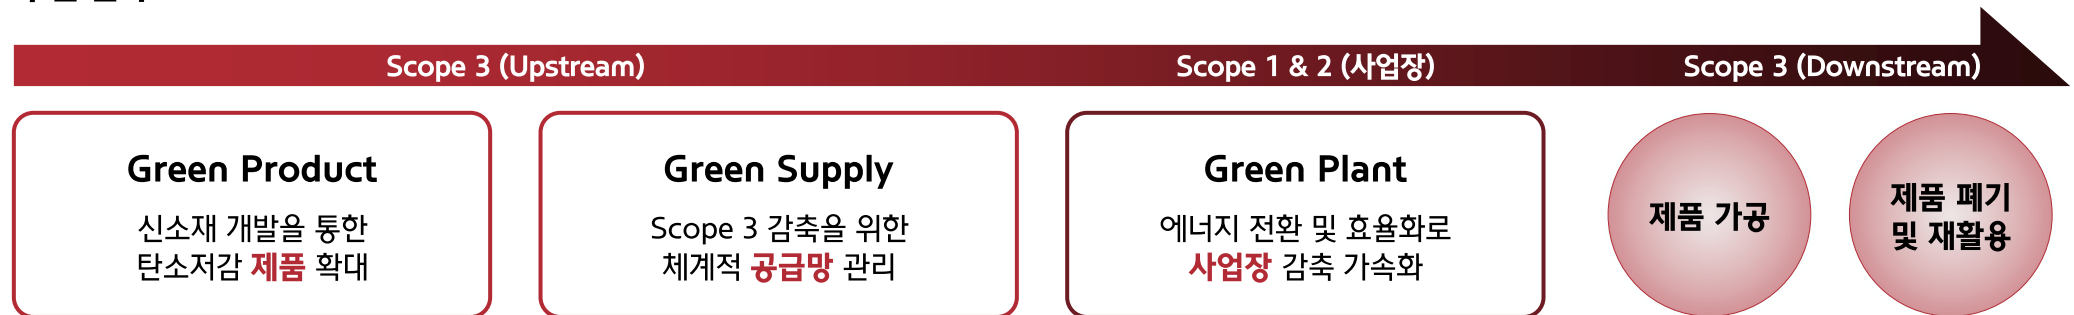 Scope 3 (Upstream)
Scope 1 & 2 (사업장)
Scope 3 (Downstream)
Green Product
신소재 개발을 통한
탄소저감 제품 확대
Green Supply
Scope 3 감축을 위한
체계적 공급망 관리
Green Plant
에너지 전환 및 효율화로
사업장 감축 가속화
제품 가공
제품 폐기
및 재활용